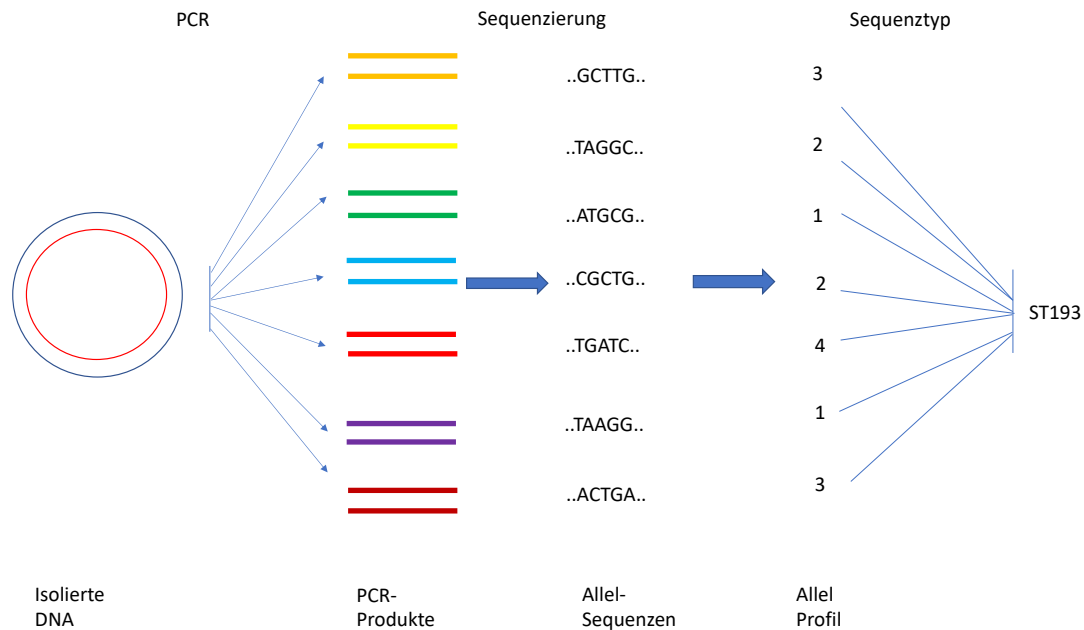 PCR
Sequenzierung
Sequenztyp
..GCTTG..
3
..TAGGC..
2
..ATGCG..
1
..CGCTG..
2
ST193
..TGATC..
4
..TAAGG..
1
..ACTGA..
3
Isolierte
DNA
PCR-
Produkte
Allel-
Sequenzen
Allel
Profil